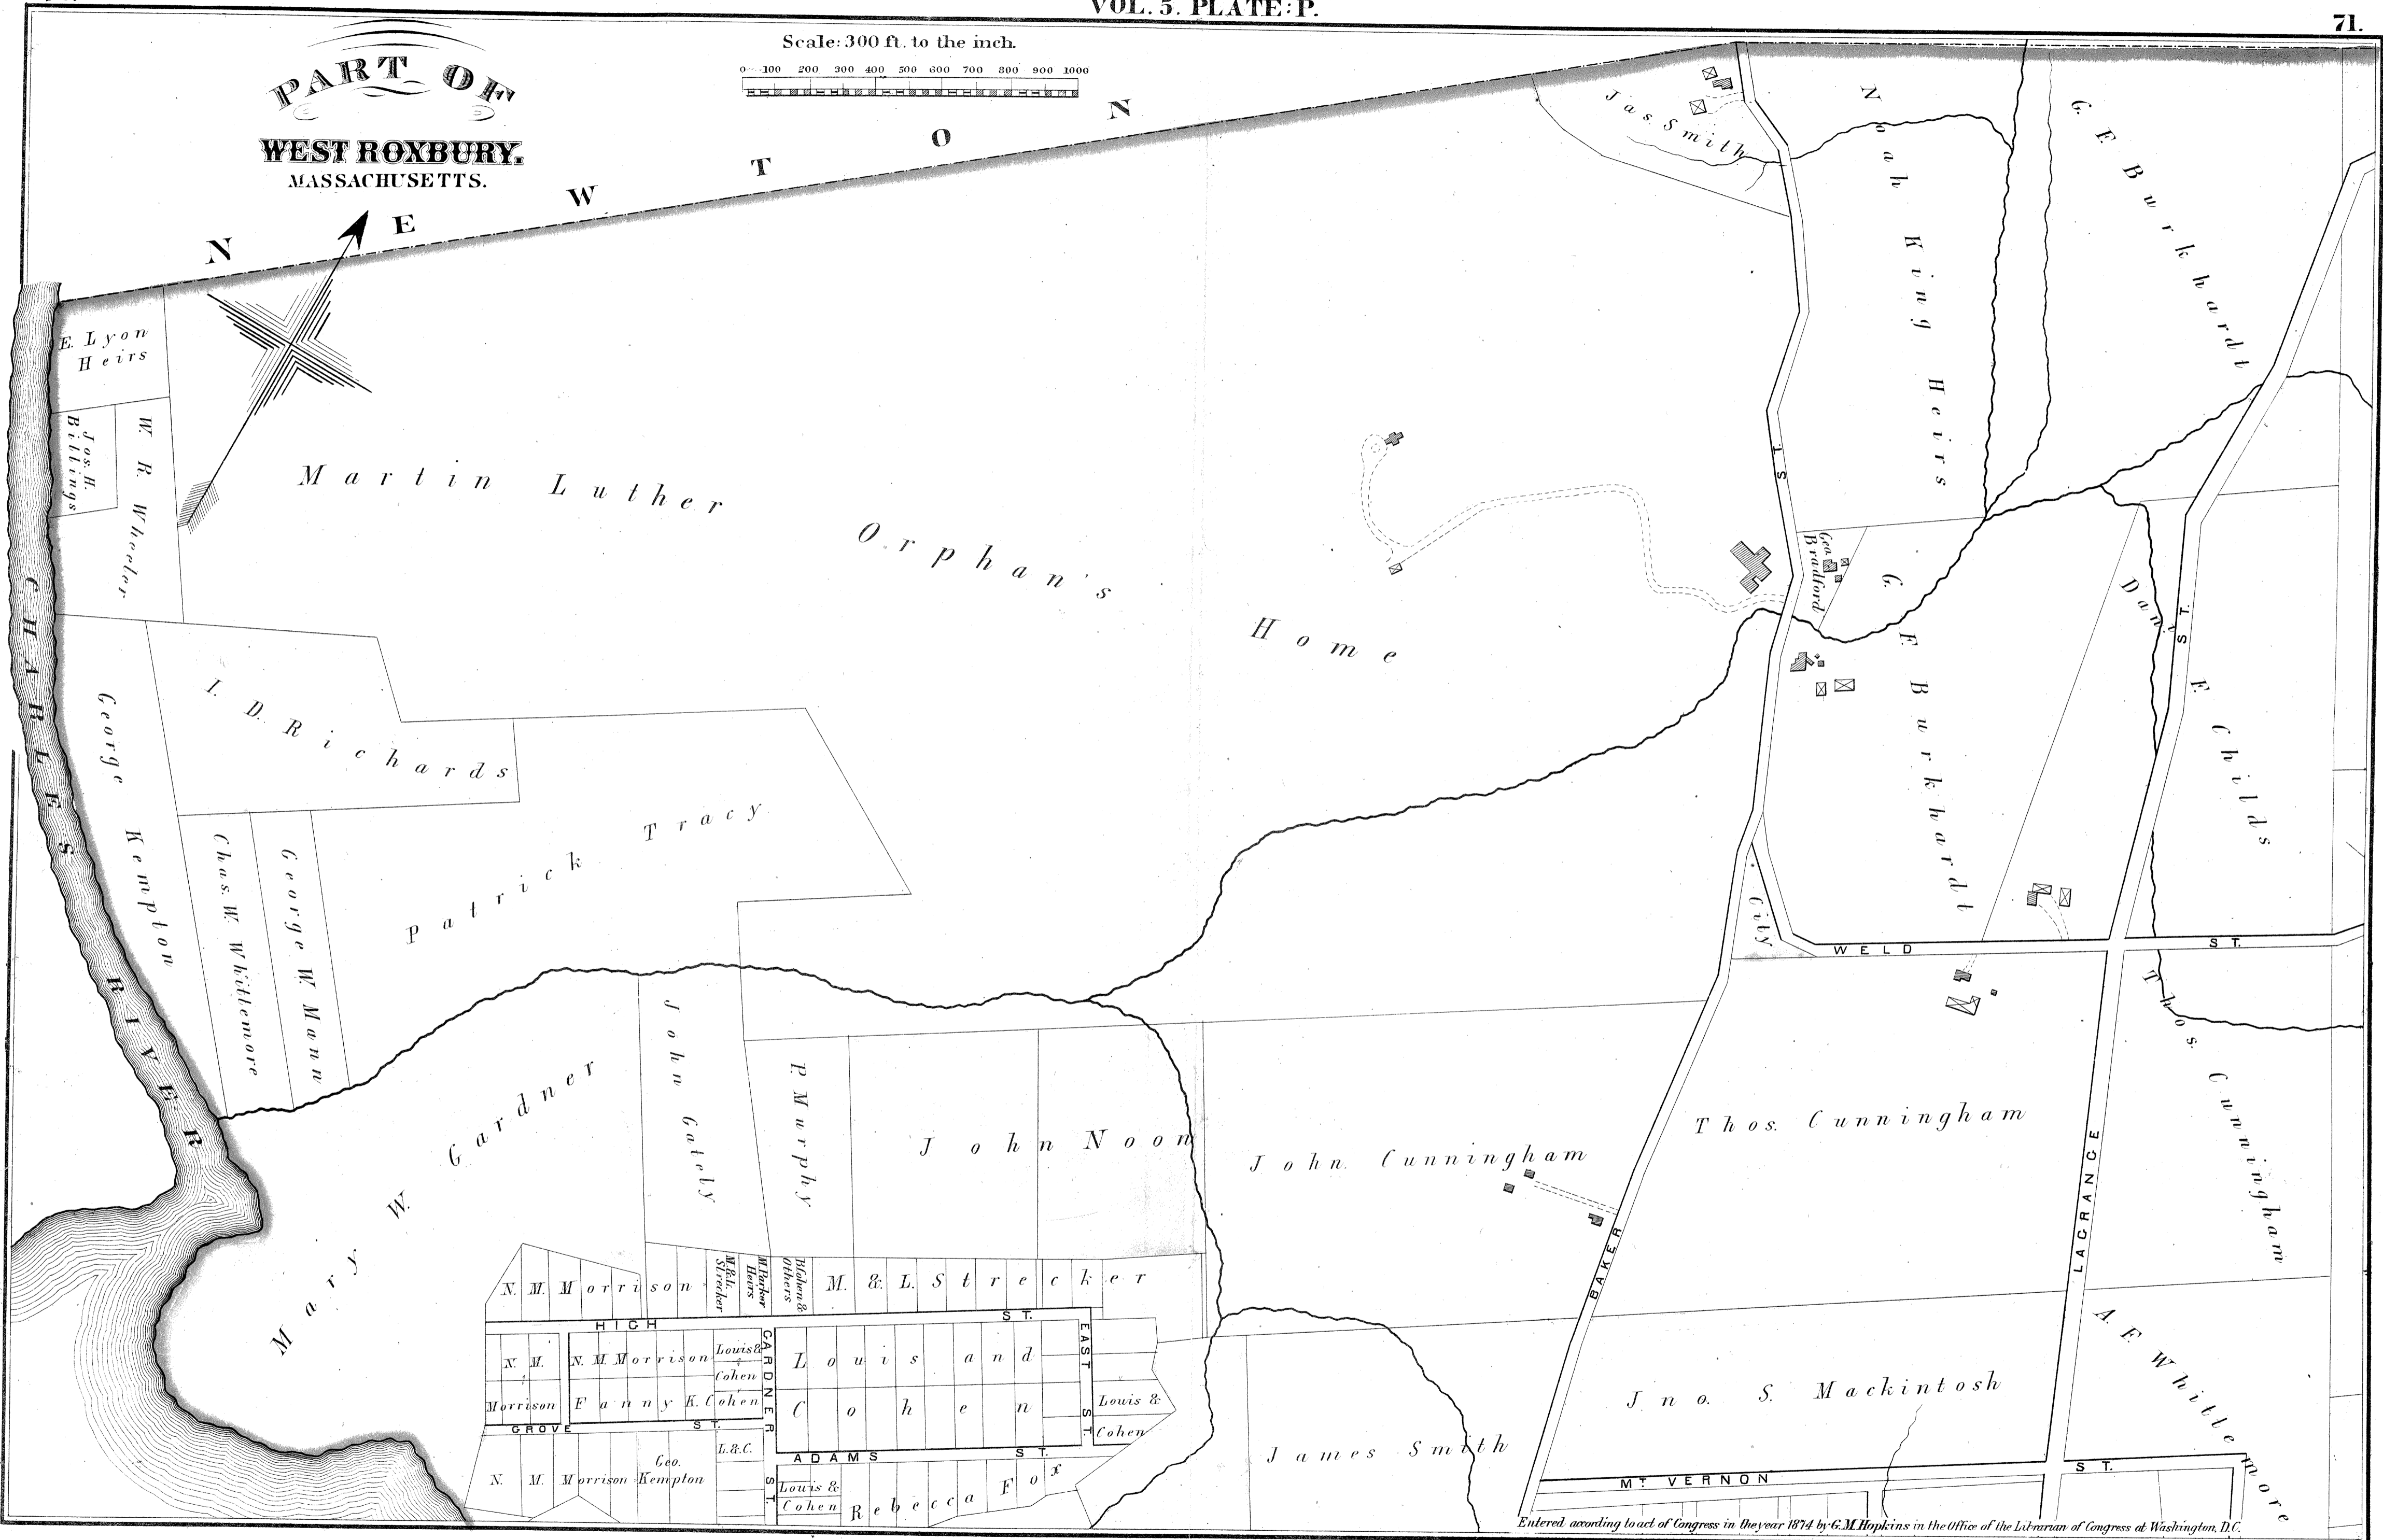 VOL. 5. PLATE: P.
71.
PART OF
WEST ROXBURY.
MASSACHUSETTS.
Scale: 300 ft. to the inch.
0 100 200 300 400 500 600 700 800 900 1000
NEWTON
Jas Smith
Noah King Heirs
G. F. Burkhardt
E. Lyon
Heirs
Jos. H.
Billings
W. R. Wheeler
Martin Luther Orphan's Home
ST.
Geo.
Bradford
G. F. Burkhardt
Dan. F. Childs
ST.
CHARLES RIVER
George Kempton
I. D. Richards
Patrick Tracy
Chas. W. Whittemore
George W. Mann
City
WELD ST.
Thos. Cunningham
Mary W. Gardner
John Gately
P. Murphy
John Noon
John Cunningham
Thos. Cunningham
BAKER
LAGRANGE
N. M. Morrison
M. & L.
Strecker
M. Parker
Heirs
B. Cohen &
Others
M. & L. Strecker
HIGH ST.
GARDNER ST.
EAST ST.
N. M.
Morrison
N. M. Morrison
Louis &
Cohen
Fanny K. Cohen
Louis and
Cohen
Louis &
Cohen
GROVE ST.
ADAMS ST.
N. M. Morrison
Geo.
Kempton
L. & C.
Louis &
Cohen
Rebecca Fox
James Smith
Jno. S. Mackintosh
A. F. Whittemore
MT. VERNON ST.
Entered according to act of Congress in the year 1874 by G. M. Hopkins in the Office of the Librarian of Congress at Washington, D.C.